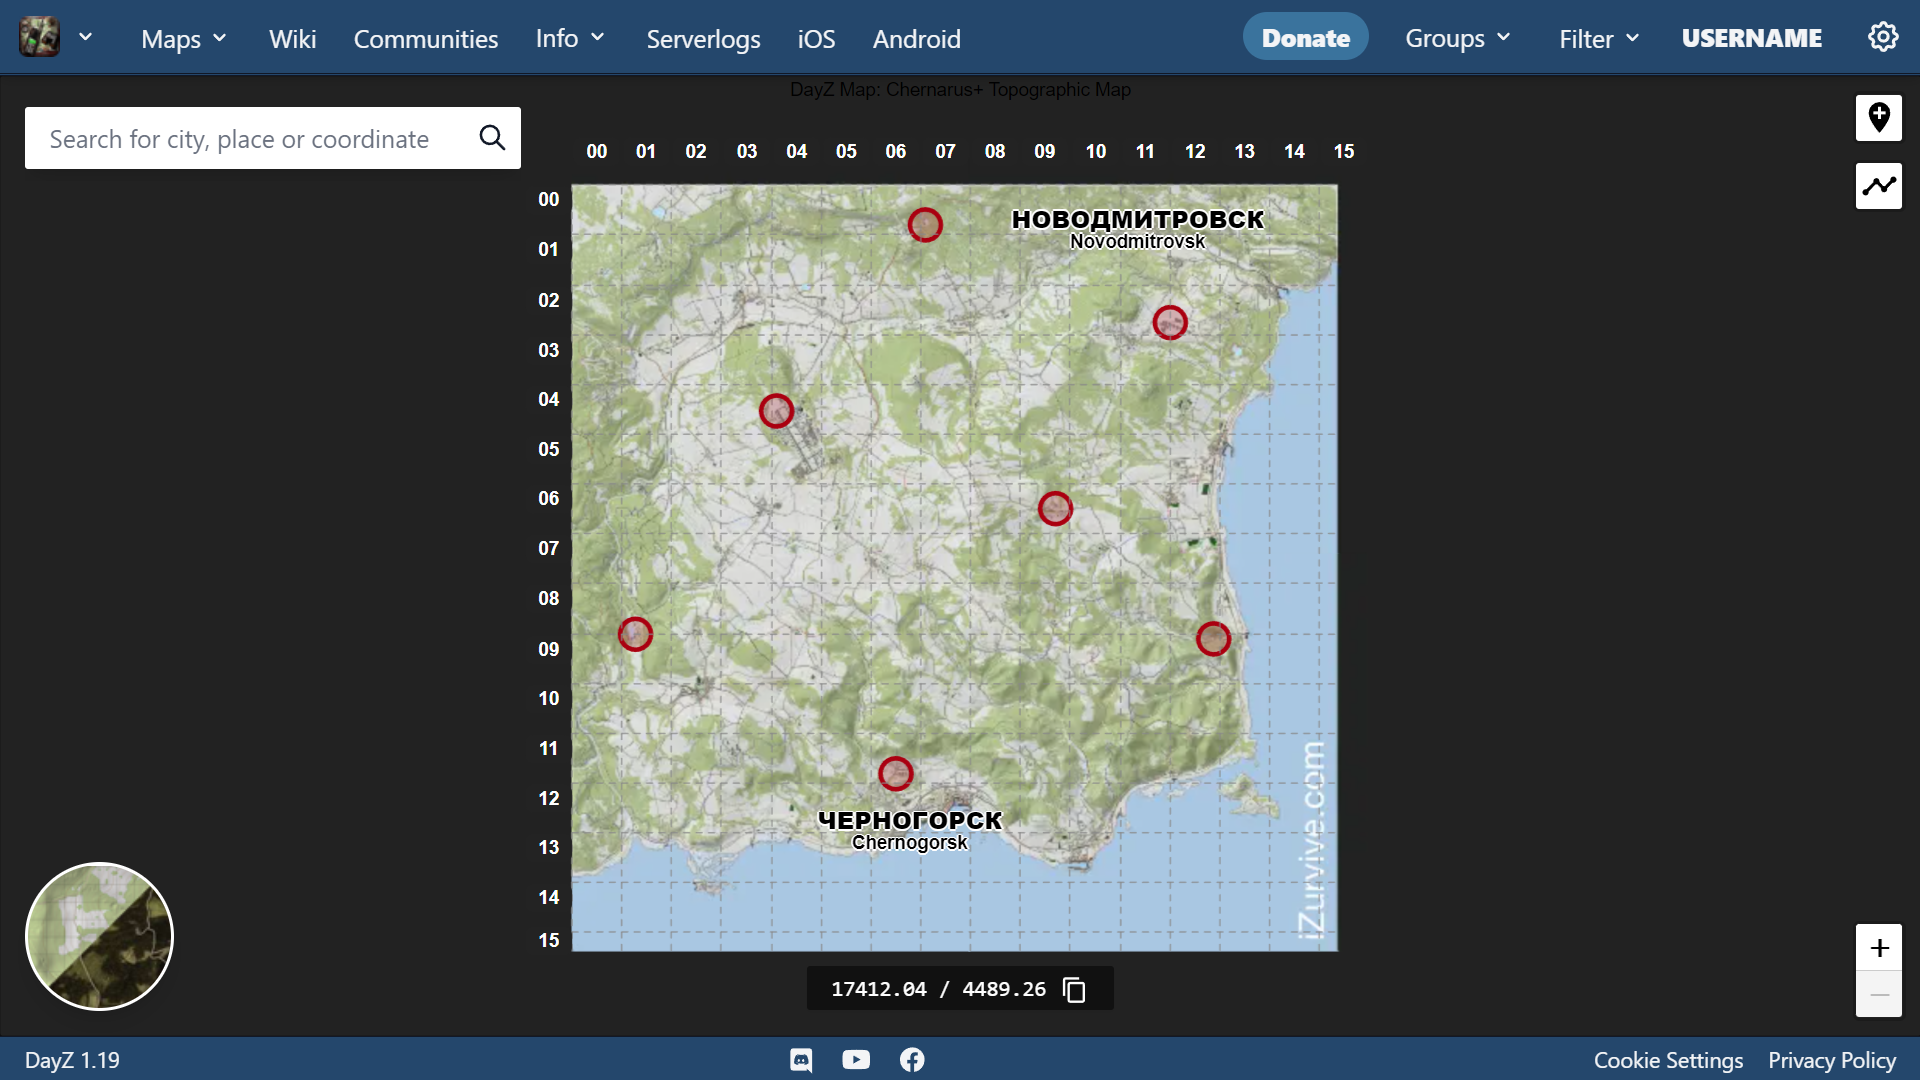 Maps Wiki Communities Info Serverlogs iOS Android Donate Groups Filter USERNAME
DayZ Map: Chernarus+ Topographic Map
Search for city, place or coordinate
00 01 02 03 04 05 06 07 08 09 10 11 12 13 14 15
00
01
02
03
04
05
06
07
08
09
10
11
12
13
14
15
НОВОДМИТРОВСК
Novodmitrovsk
ЧЕРНОГОРСК
Chernogorsk
iZurvive.com
17412.04 / 4489.26
+
−
DayZ 1.19
Cookie Settings Privacy Policy